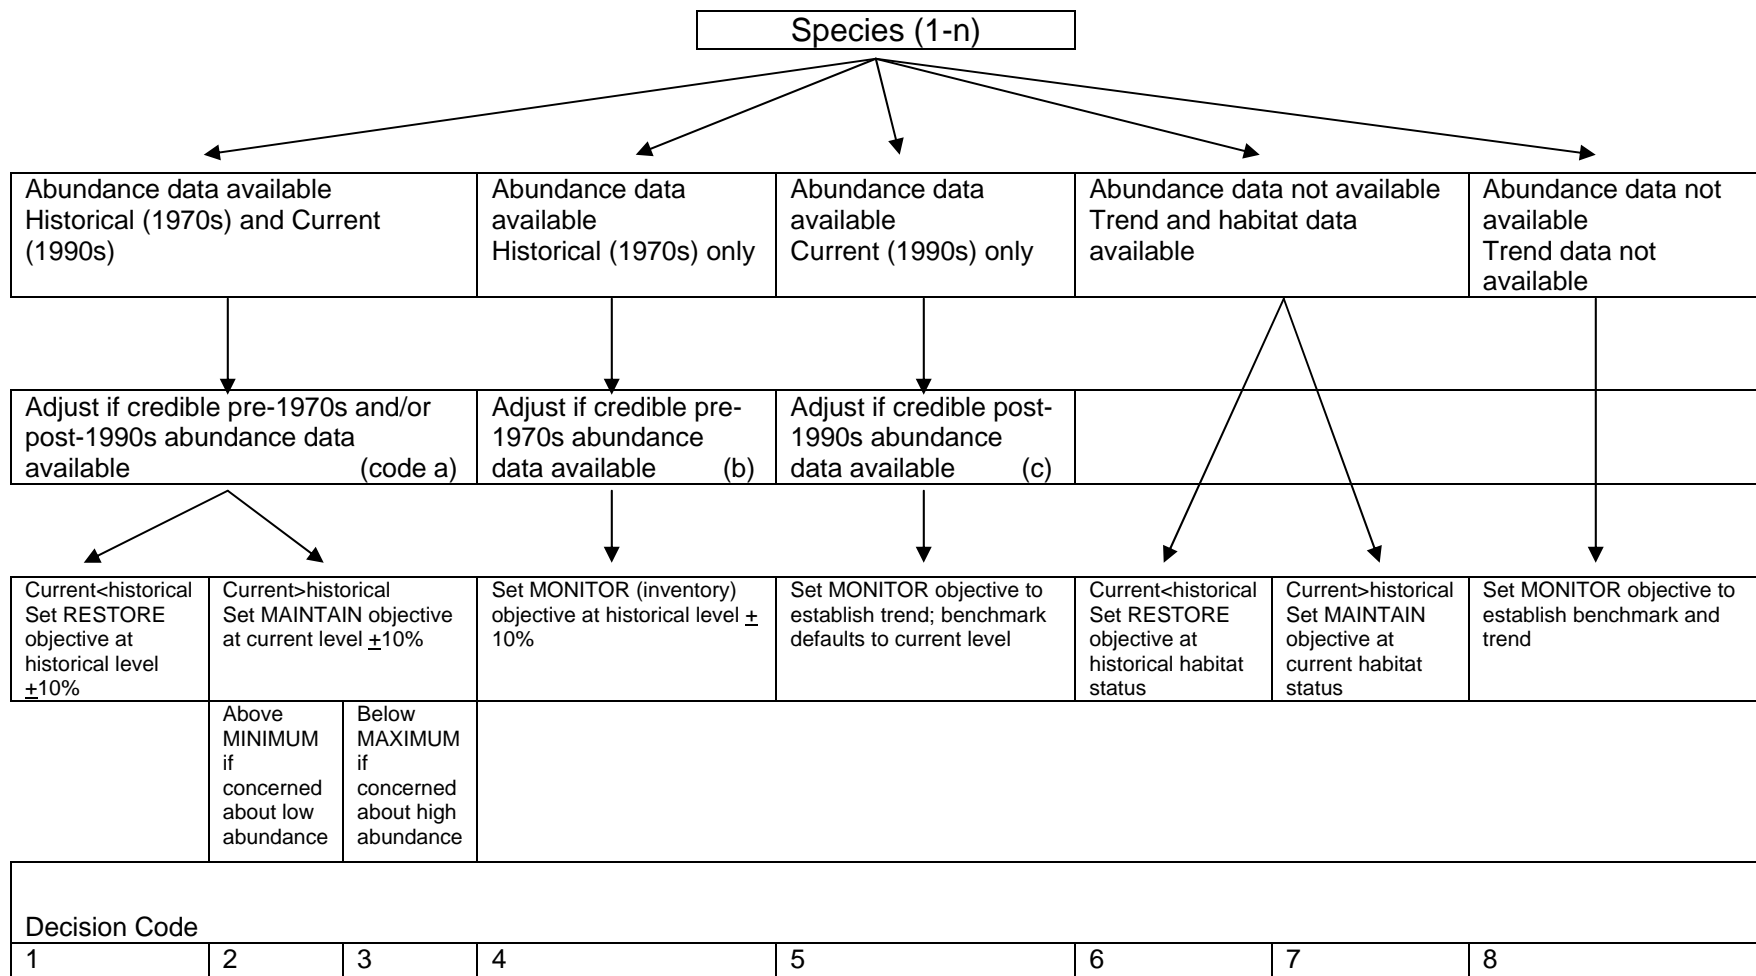 Species (1-n)
Abundance data available
Historical (1970s) and Current
(1990s)
Abundance data
available
Historical (1970s) only
Abundance data
available
Current (1990s) only
Abundance data not available
Trend and habitat data
available
Abundance data not
available
Trend data not
available
Adjust if credible pre-1970s and/or
post-1990s abundance data
available (code a)
Adjust if credible pre-
1970s abundance
data available (b)
Adjust if credible post-
1990s abundance
data available (c)
Current<historical
Set RESTORE
objective at
historical level
±10%
Current>historical
Set MAINTAIN objective
at current level ±10%
Set MONITOR (inventory)
objective at historical level ±
10%
Set MONITOR objective to
establish trend; benchmark
defaults to current level
Current<historical
Set RESTORE
objective at
historical habitat
status
Current>historical
Set MAINTAIN
objective at
current habitat
status
Set MONITOR objective to
establish benchmark and
trend
Above
MINIMUM
if
concerned
about low
abundance
Below
MAXIMUM
if
concerned
about high
abundance
Decision Code
1 2 3 4 5 6 7 8